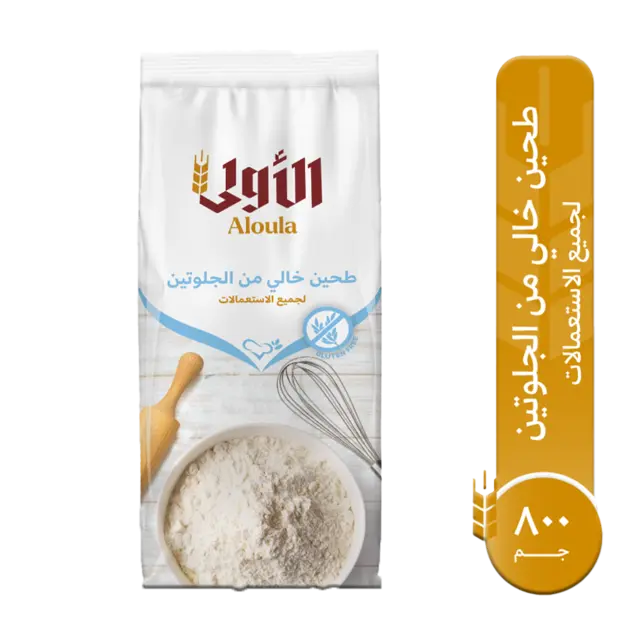 الأولى
Aloula
طحين خالي من الجلوتين
لجميع الاستعمالات
GLUTEN FREE
طحين خالي من الجلوتين
لجميع الاستعمالات
٨٠٠
جم